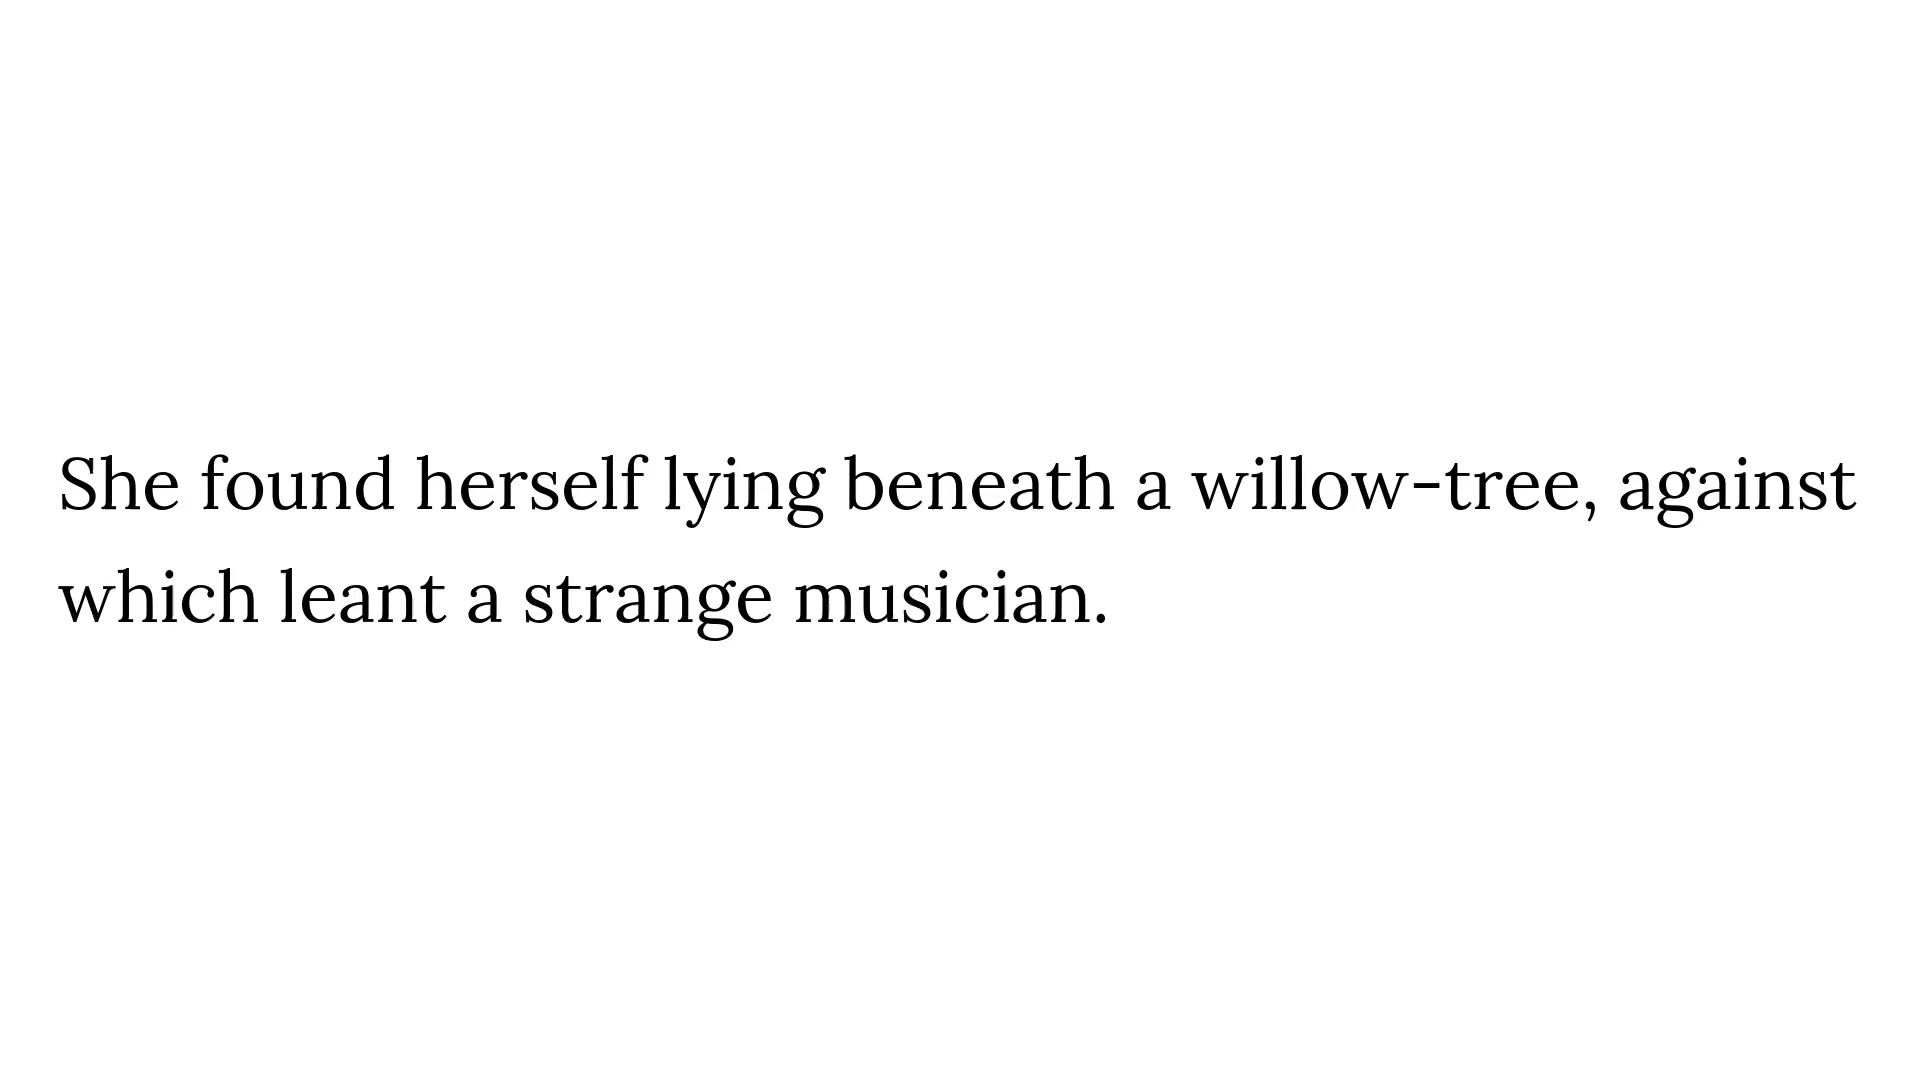 She found herself lying beneath a willow-tree, against
which leant a strange musician.